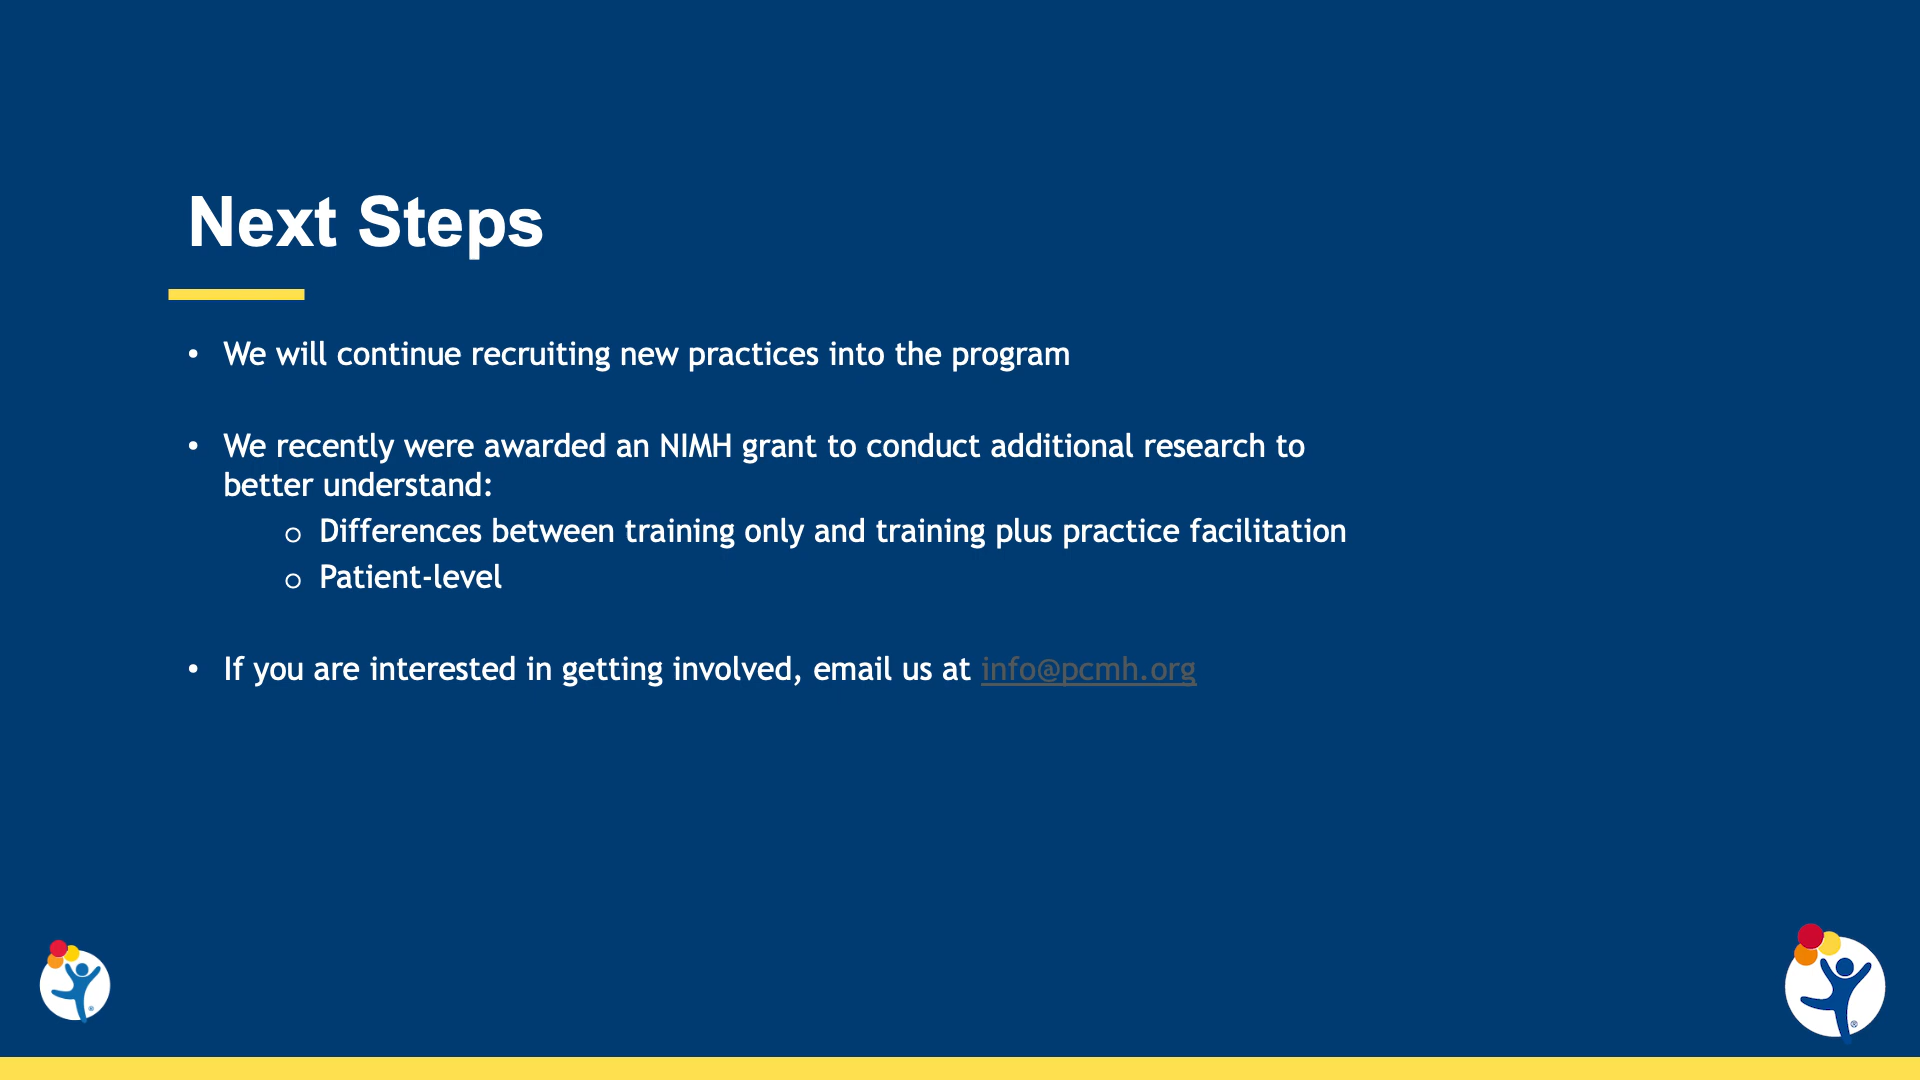 Next Steps
• We will continue recruiting new practices into the program
• We recently were awarded an NIMH grant to conduct additional research to
better understand:
o Differences between training only and training plus practice facilitation
o Patient-level
• If you are interested in getting involved, email us at info@pcmh.org
®
®